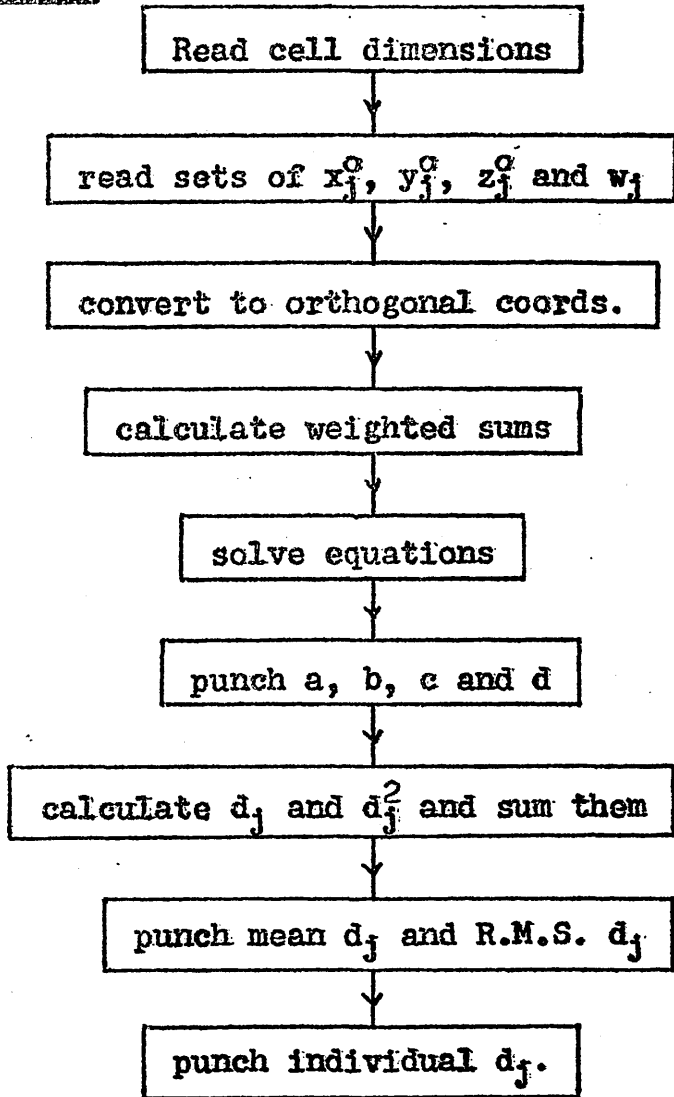 Read cell dimensions
read sets of x_j^α, y_j^α, z_j^α and w_j
convert to orthogonal coords.
calculate weighted sums
solve equations
punch a, b, c and d
calculate d_j and d_j^2 and sum them
punch mean d_j and R.M.S. d_j
punch individual d_j.